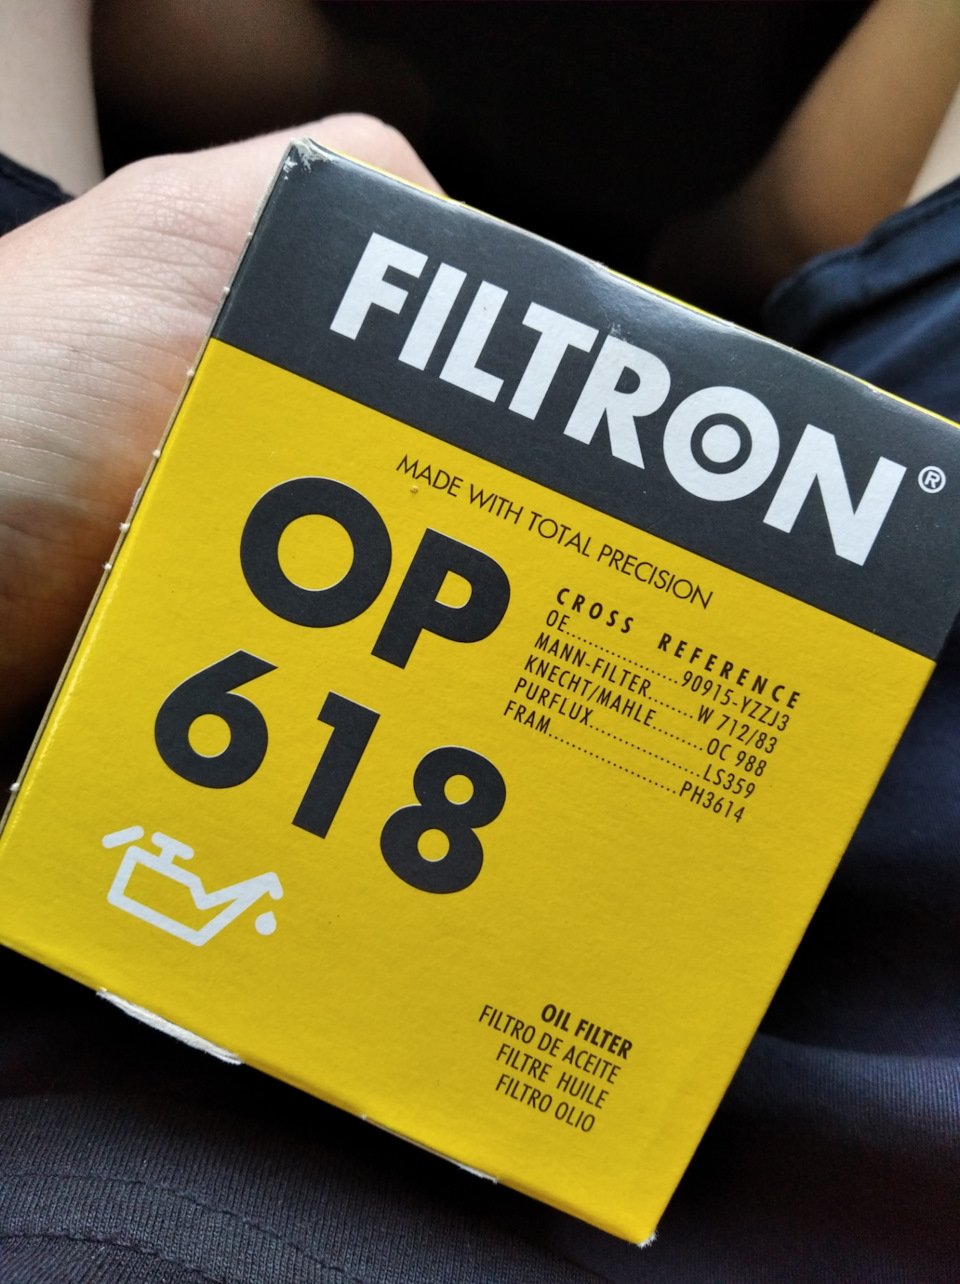 FILTRON®
MADE WITH TOTAL PRECISION
OP
618
CROSS REFERENCE
OE....................90915-YZZJ3
MANN-FILTER........W 712/83
KNECHT/MAHLE........OC 988
PURFLUX....................LS359
FRAM.......................PH3614
OIL FILTER
FILTRO DE ACEITE
FILTRE HUILE
FILTRO OLIO